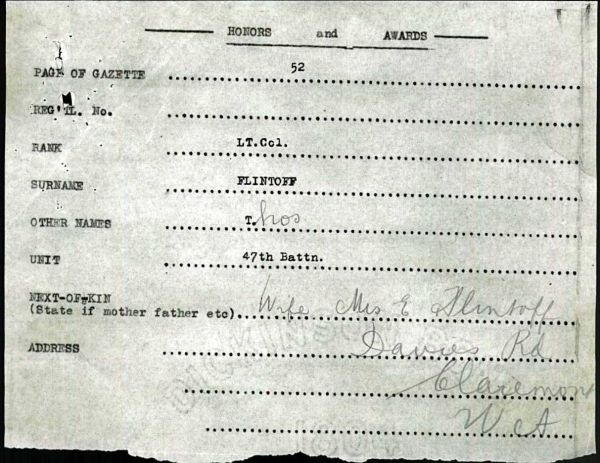 HONORS and AWARDS
PAGE OF GAZETTE 52
REG'TL. No.
RANK LT.Col.
SURNAME FLINTOFF
OTHER NAMES T.hos
UNIT 47th Battn.
NEXT-OF-KIN Wife Mrs E Flintoff
(State if mother father etc)
ADDRESS Davies Rd
Claremont
W A